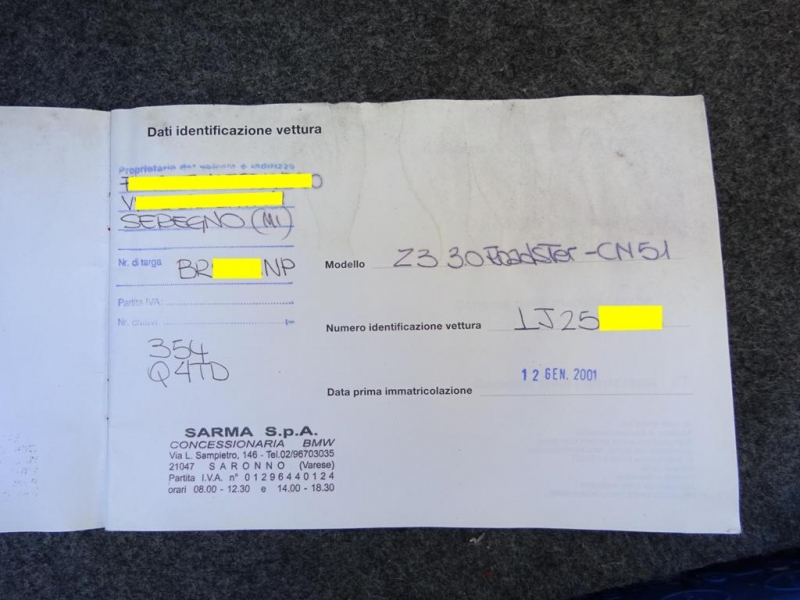 Dati identificazione vettura
Proprietario del veicolo e indirizzo
SEREGNO (MI)
Nr. di targa BR NP
Partita IVA:
Nr. chiavi
354
Q4TD
Modello Z3 3.0 Roadster - CN51
Numero identificazione vettura LJ25
Data prima immatricolazione 12 GEN. 2001
SARMA S.p.A.
CONCESSIONARIA BMW
Via L. Sampietro, 146 - Tel.02/96703035
21047 SARONNO (Varese)
Partita I.V.A. n° 01296440124
orari 08.00 - 12.30 e 14.00 - 18.30